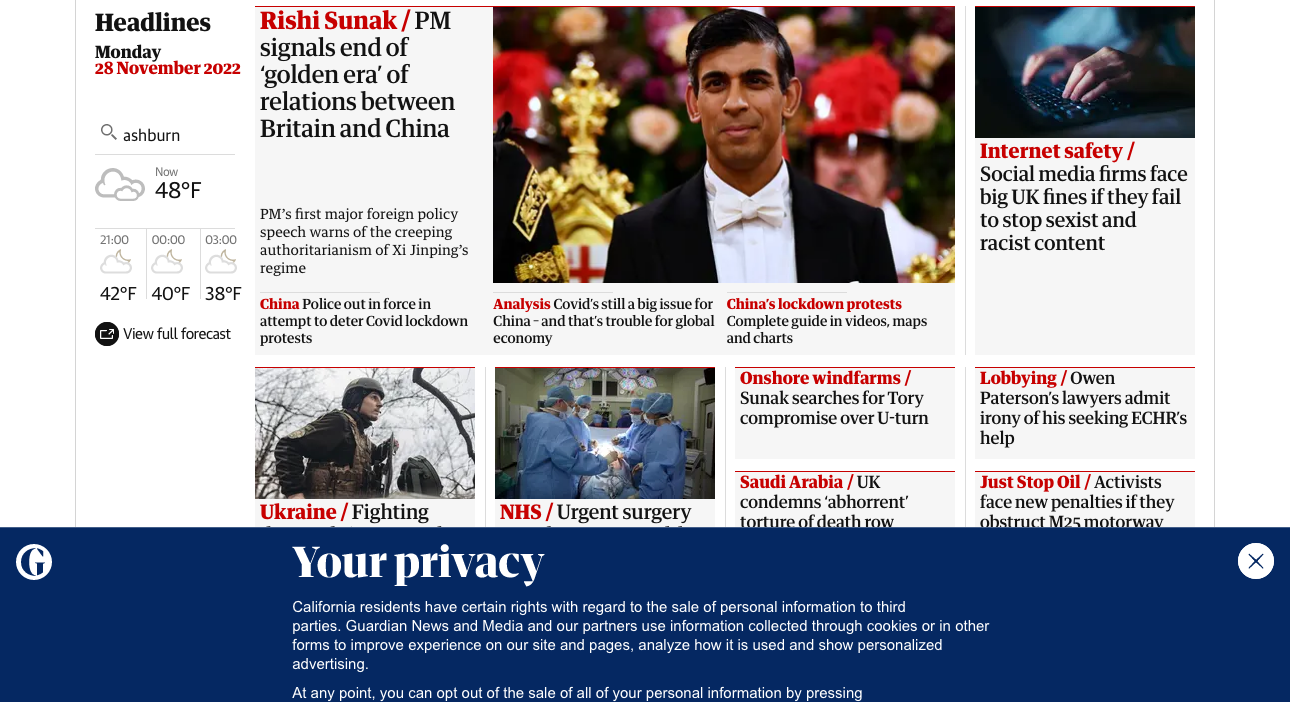 Headlines
Monday
28 November 2022
ashburn
Now
48°F
21:00
42°F
00:00
40°F
03:00
38°F
View full forecast
Rishi Sunak / PM
signals end of
‘golden era’ of
relations between
Britain and China
PM’s first major foreign policy
speech warns of the creeping
authoritarianism of Xi Jinping’s
regime
China Police out in force in
attempt to deter Covid lockdown
protests
Analysis Covid’s still a big issue for
China – and that’s trouble for global
economy
China’s lockdown protests
Complete guide in videos, maps
and charts
Internet safety /
Social media firms face
big UK fines if they fail
to stop sexist and
racist content
Ukraine / Fighting
NHS / Urgent surgery
Onshore windfarms /
Sunak searches for Tory
compromise over U-turn
Saudi Arabia / UK
condemns ‘abhorrent’
torture of death row
Lobbying / Owen
Paterson’s lawyers admit
irony of his seeking ECHR’s
help
Just Stop Oil / Activists
face new penalties if they
obstruct M25 motorway
Your privacy
California residents have certain rights with regard to the sale of personal information to third
parties. Guardian News and Media and our partners use information collected through cookies or in other
forms to improve experience on our site and pages, analyze how it is used and show personalized
advertising.
At any point, you can opt out of the sale of all of your personal information by pressing